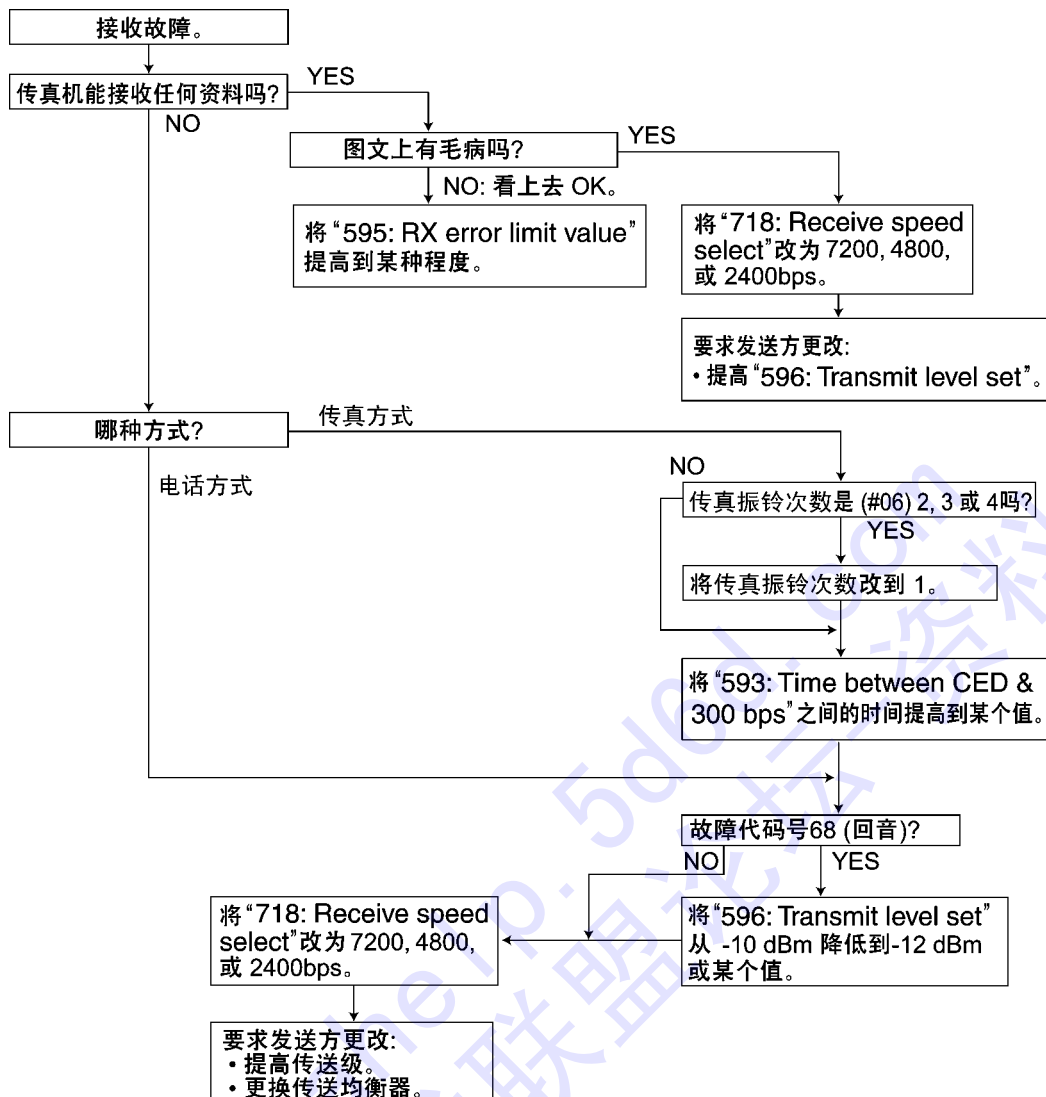 接收故障。
传真机能接收任何资料吗?
YES
NO
图文上有毛病吗?
YES
NO: 看上去 OK。
将“595: RX error limit value”
提高到某种程度。
将“718: Receive speed
select”改为 7200, 4800,
或 2400bps。
要求发送方更改:
• 提高“596: Transmit level set”。
哪种方式?
传真方式
电话方式
NO
传真振铃次数是 (#06) 2, 3 或 4吗?
YES
将传真振铃次数改到 1。
将“593: Time between CED &
300 bps”之间的时间提高到某个值。
故障代码号68 (回音)?
NO
YES
将“718: Receive speed
select”改为 7200, 4800,
或 2400bps。
将“596: Transmit level set”
从 -10 dBm 降低到-12 dBm
或某个值。
要求发送方更改:
• 提高传送级。
• 更换传送均衡器。
help. 5d6d. com
联盟论坛 资料